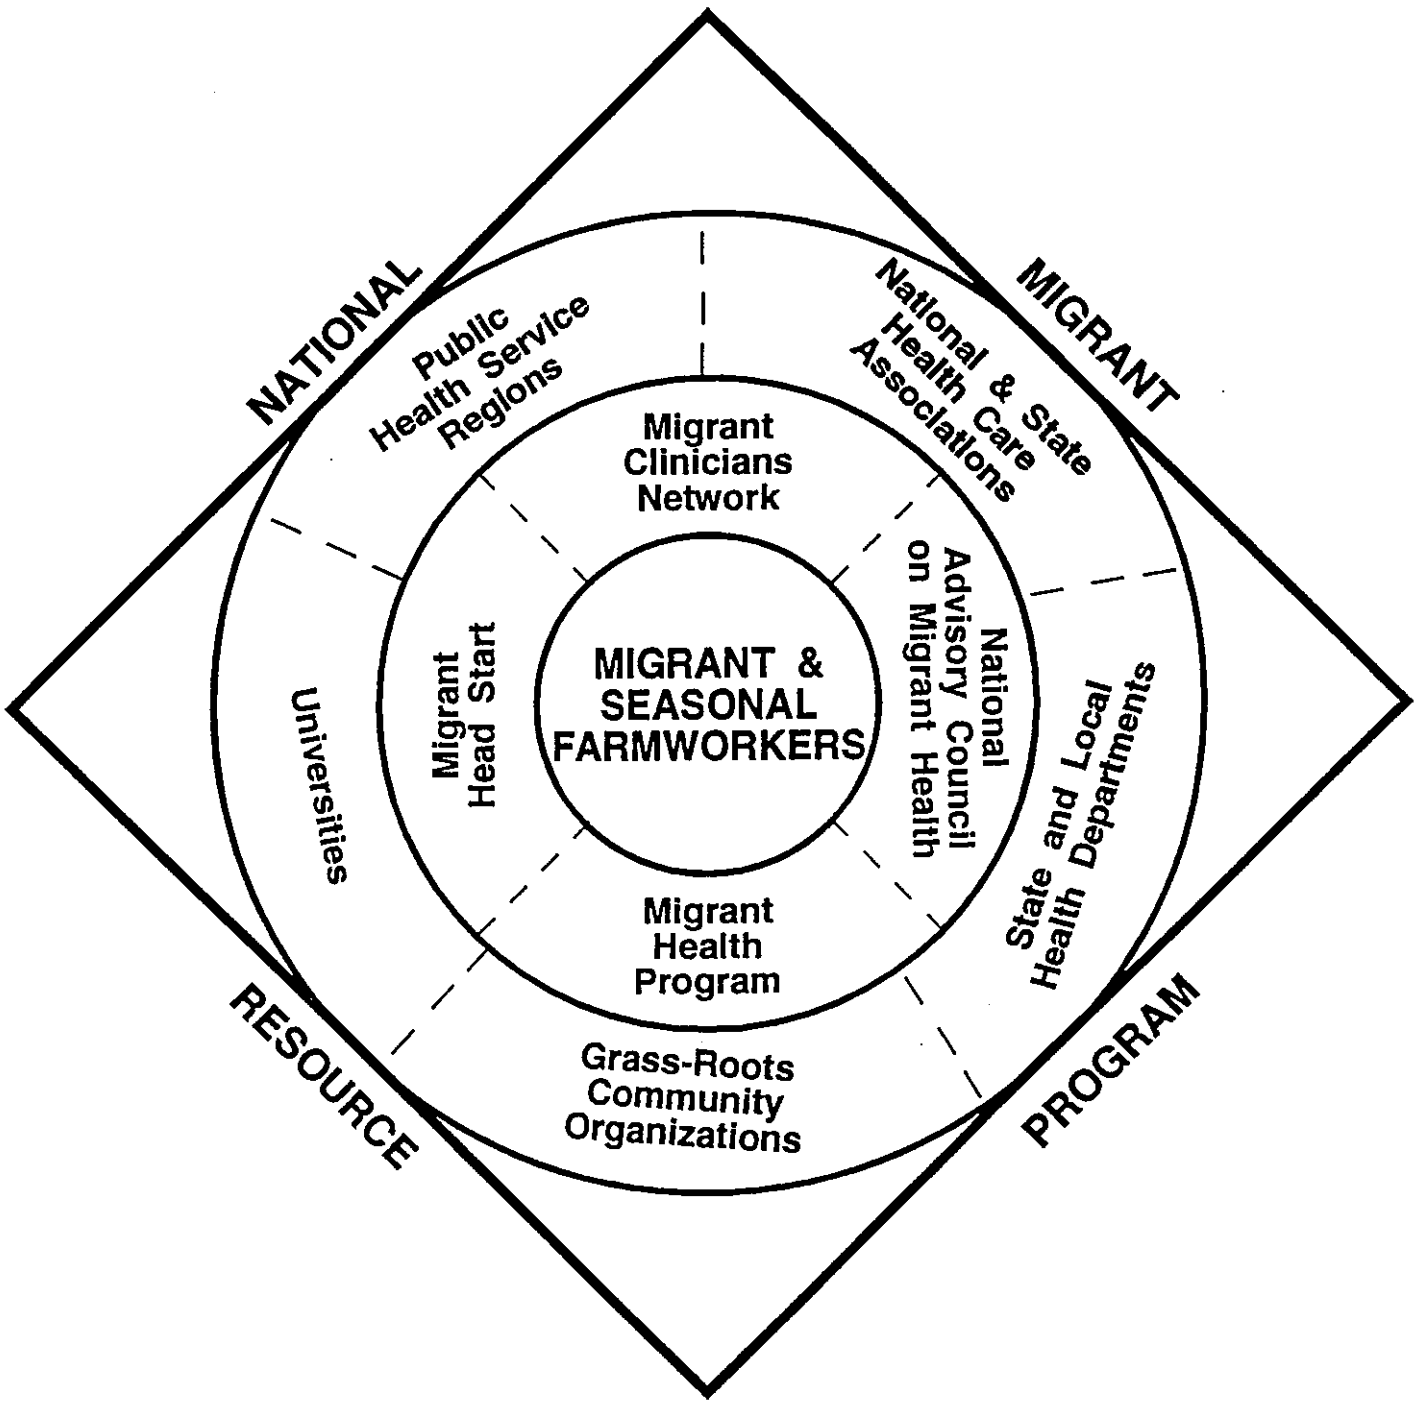 NATIONAL
MIGRANT
RESOURCE
PROGRAM
Public
Health Service
Regions
National & State
Health Care
Associations
State and Local
Health Departments
Grass-Roots
Community
Organizations
Universities
Migrant
Clinicians
Network
National
Advisory Council
on Migrant Health
Migrant
Health
Program
Migrant
Head Start
MIGRANT &
SEASONAL
FARMWORKERS